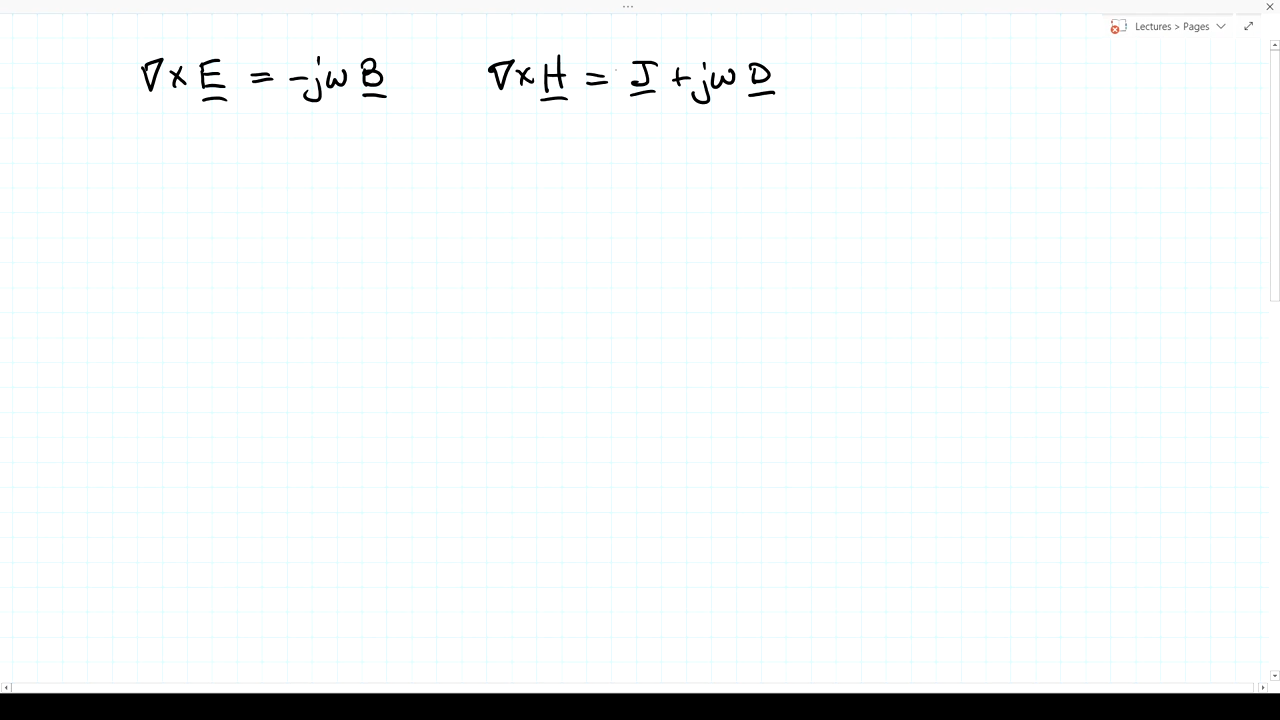 Lectures > Pages
∇× E̲ = -jω B̲ ∇× H̲ = J̲ + jω D̲